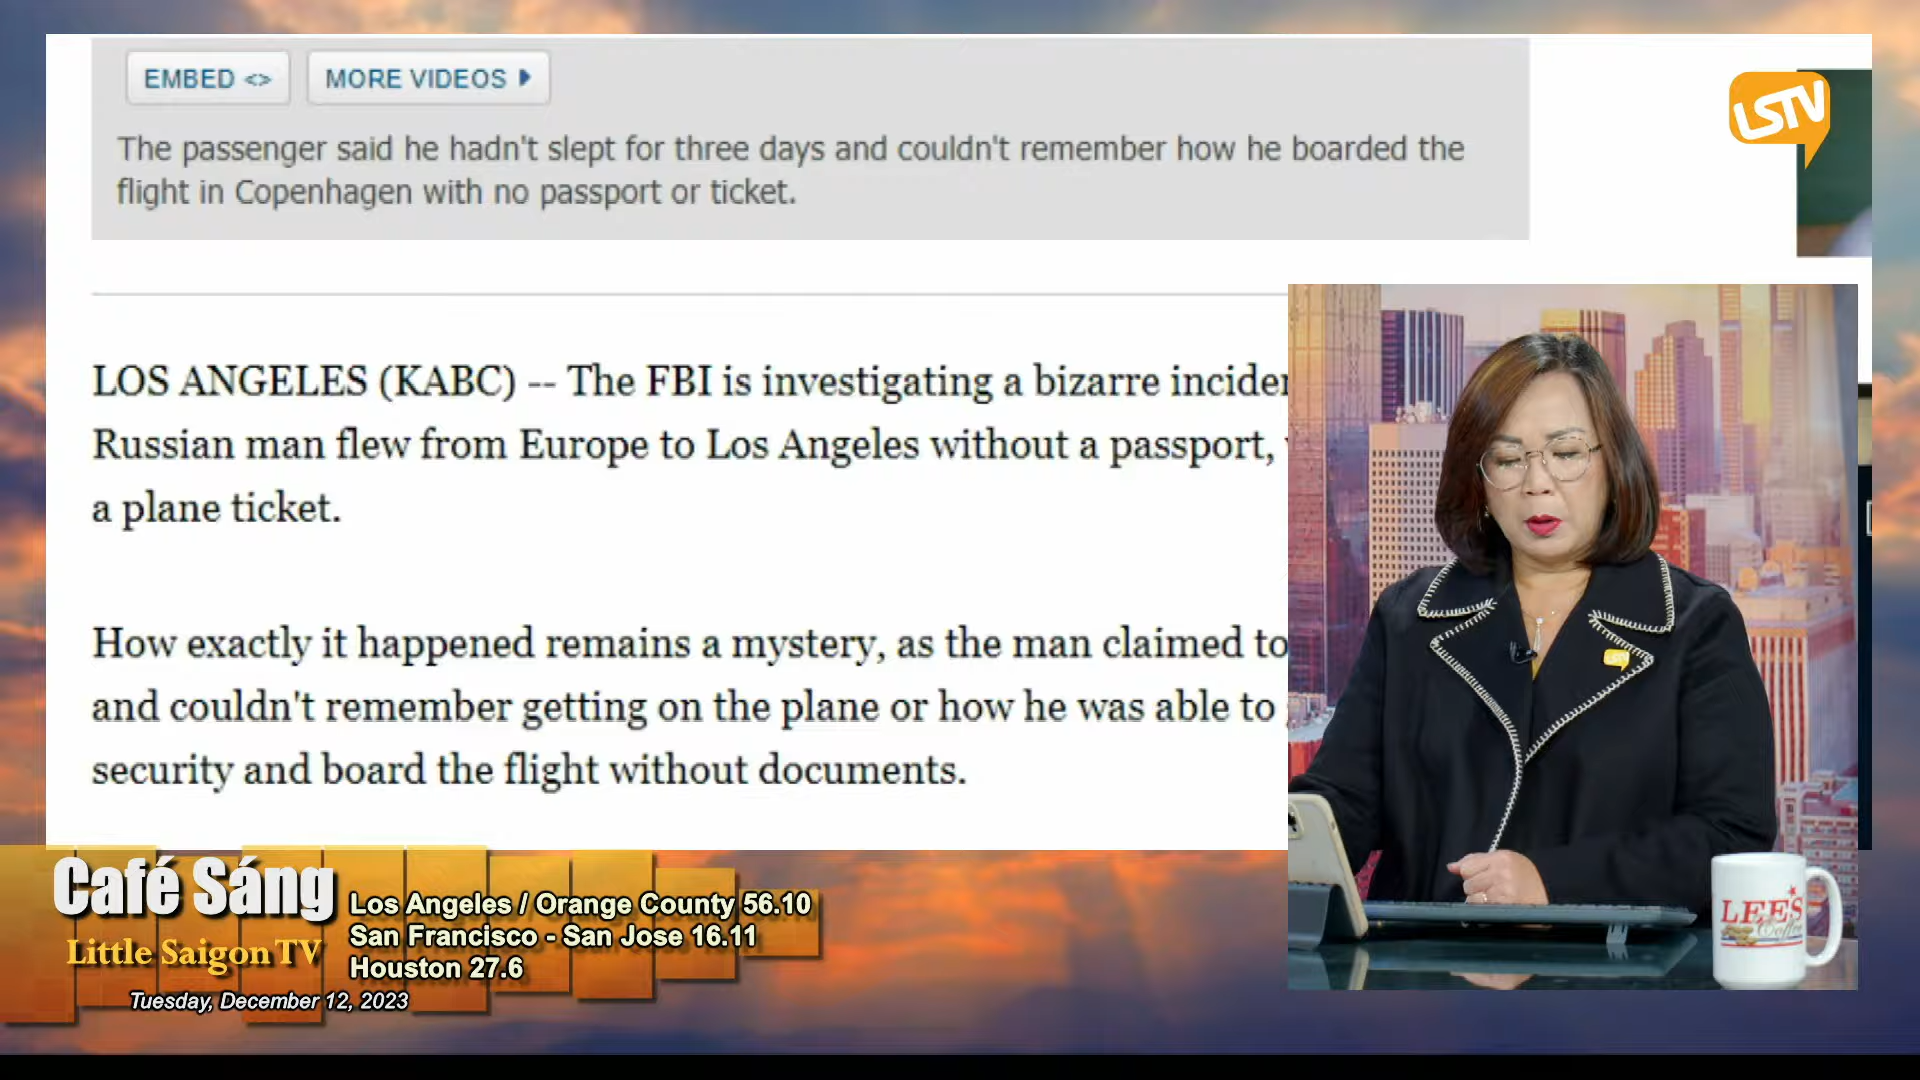 EMBED <>
MORE VIDEOS
LSTV
The passenger said he hadn't slept for three days and couldn't remember how he boarded the
flight in Copenhagen with no passport or ticket.
LOS ANGELES (KABC) -- The FBI is investigating a bizarre
Russian man flew from Europe to Los Angeles without a passport,
a plane ticket.
How exactly it happened remains a mystery, as the man claimed to
and couldn't remember getting on the plane or how he was able to
security and board the flight without documents.
LSTV
LEE'S
Coffee
Café Sáng
Little Saigon TV
Los Angeles / Orange County 56.10
San Francisco - San Jose 16.11
Houston 27.6
Tuesday, December 12, 2023